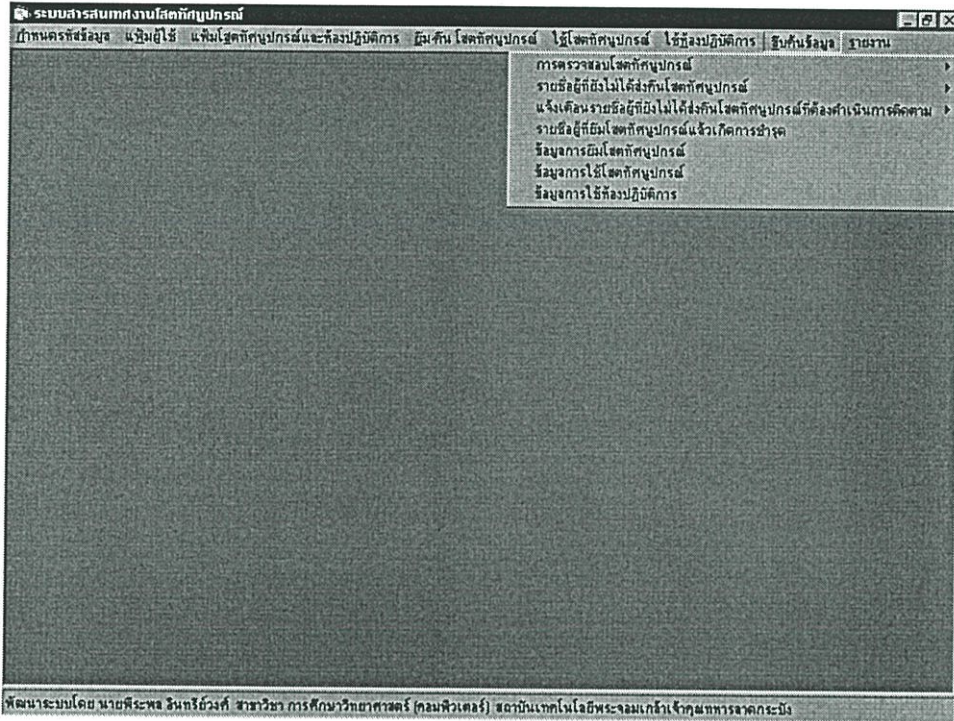 ระบบสารสนเทศงานโสตทัศนูปกรณ์
กำหนดรหัสข้อมูล แฟ้มผู้ใช้ แฟ้มโสตทัศนูปกรณ์และห้องปฏิบัติการ ยืม-คืน โสตทัศนูปกรณ์ ใช้โสตทัศนูปกรณ์ ใช้ห้องปฏิบัติการ สืบค้นข้อมูล รายงาน
การตรวจสอบโสตทัศนูปกรณ์
รายชื่อผู้ที่ยังไม่ได้ส่งคืนโสตทัศนูปกรณ์
แจ้งเตือนรายชื่อผู้ที่ยังไม่ได้ส่งคืนโสตทัศนูปกรณ์ที่ต้องดำเนินการติดตาม
รายชื่อผู้ที่ยืมโสตทัศนูปกรณ์แล้วเกิดการชำรุด
ข้อมูลการยืมโสตทัศนูปกรณ์
ข้อมูลการใช้โสตทัศนูปกรณ์
ข้อมูลการใช้ห้องปฏิบัติการ
พัฒนาระบบโดย นายพีระพล อินทรีย์วงศ์ สาขาวิชา การศึกษาวิทยาศาสตร์ (คอมพิวเตอร์) สถาบันเทคโนโลยีพระจอมเกล้าเจ้าคุณทหารลาดกระบัง